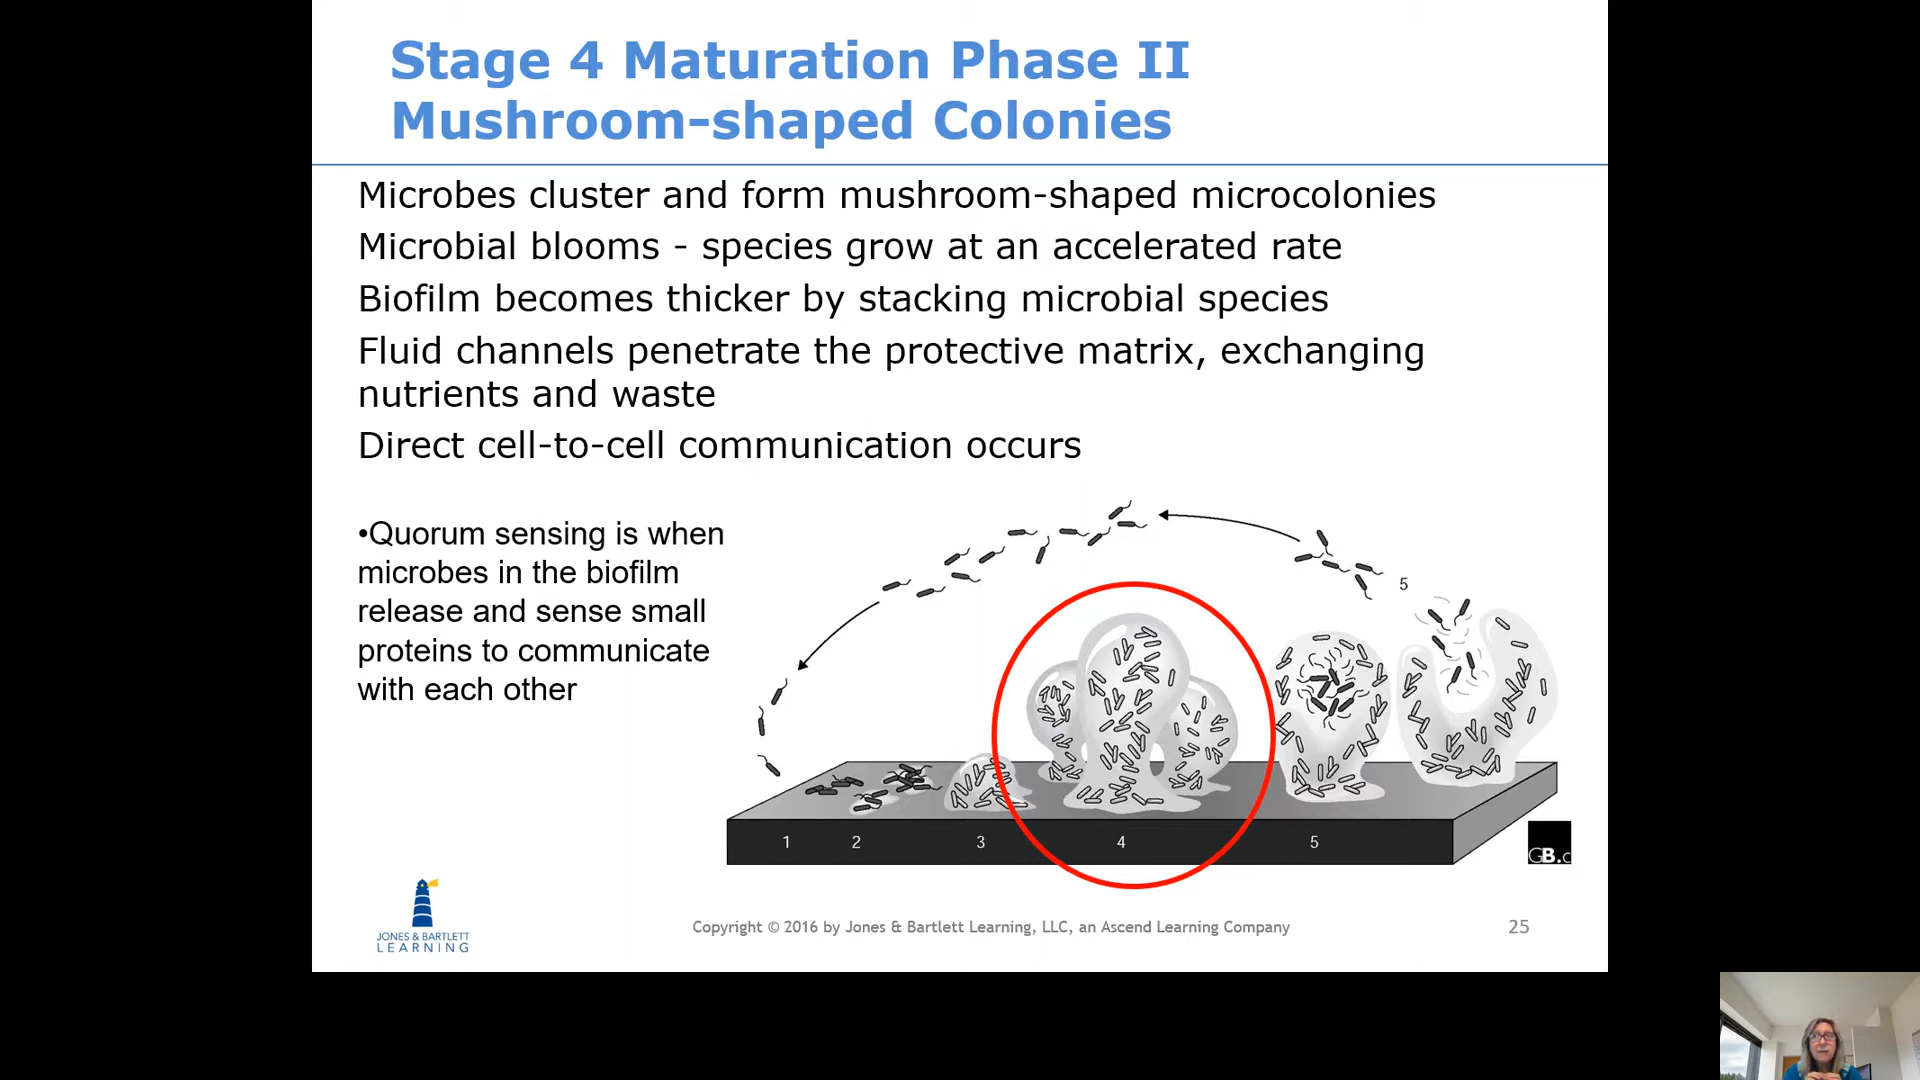 Stage 4 Maturation Phase II
Mushroom-shaped Colonies
Microbes cluster and form mushroom-shaped microcolonies
Microbial blooms - species grow at an accelerated rate
Biofilm becomes thicker by stacking microbial species
Fluid channels penetrate the protective matrix, exchanging
nutrients and waste
Direct cell-to-cell communication occurs
•Quorum sensing is when
microbes in the biofilm
release and sense small
proteins to communicate
with each other
5
1 2 3 4 5
GB.c
JONES & BARTLETT
LEARNING
Copyright © 2016 by Jones & Bartlett Learning, LLC, an Ascend Learning Company
25